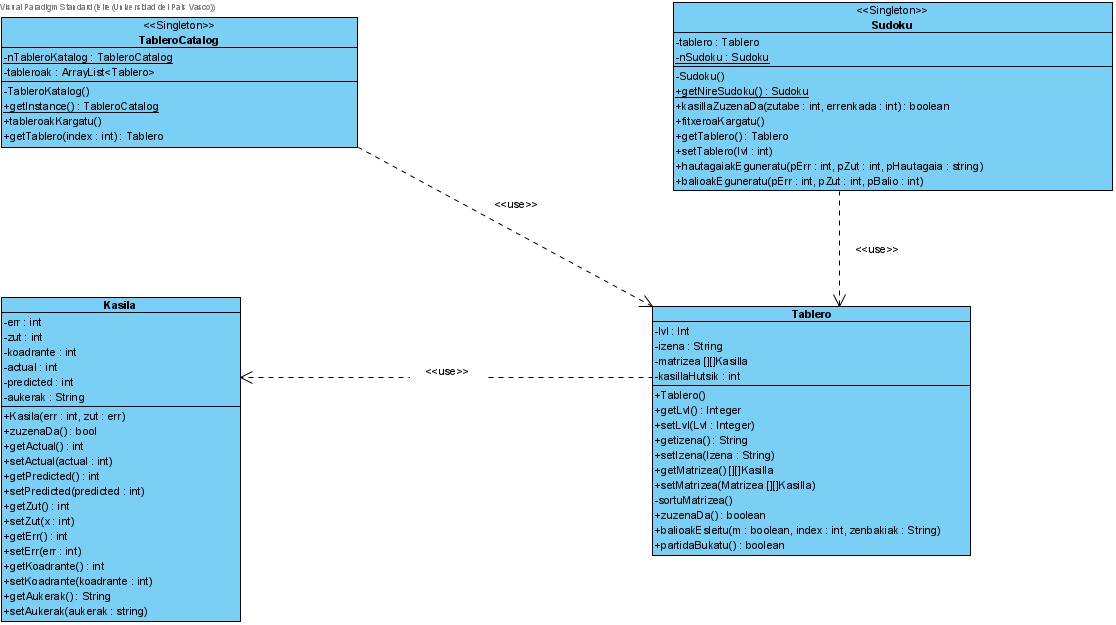 Visual Paradigm Standard(leire(Universidad del País Vasco))
<<Singleton>>
TableroCatalog
-nTableroKatalog : TableroCatalog
-tableroak : ArrayList<Tablero>
-TableroKatalog()
+getInstance() : TableroCatalog
+tableroakKargatu()
+getTablero(index : int) : Tablero
<<Singleton>>
Sudoku
-tablero : Tablero
-nSudoku : Sudoku
-Sudoku()
+getNireSudoku() : Sudoku
+kasillaZuzenaDa(zutabe : int, errenkada : int) : boolean
+fitxeroaKargatu()
+getTablero() : Tablero
+setTablero(lvl : int)
+hautagaiakEguneratu(pErr : int, pZut : int, pHautagaia : string)
+balioakEguneratu(pErr : int, pZut : int, pBalio : int)
<<use>>
<<use>>
<<use>>
Kasila
-err : int
-zut : int
-koadrante : int
-actual : int
-predicted : int
-aukerak : String
+Kasila(err : int, zut : err)
+zuzenaDa() : bool
+getActual() : int
+setActual(actual : int)
+getPredicted() : int
+setPredicted(predicted : int)
+getZut() : int
+setZut(x : int)
+getErr() : int
+setErr(err : int)
+getKoadrante() : int
+setKoadrante(koadrante : int)
+getAukerak() : String
+setAukerak(aukerak : string)
Tablero
-lvl : Int
-izena : String
-matrizea [][]Kasilla
-kasillaHutsik : int
+Tablero()
+getLvl() : Integer
+setLvl(Lvl : Integer)
+getizena() : String
+setIzena(Izena : String)
+getMatrizea() [][]Kasilla
+setMatrizea(Matrizea [][]Kasilla)
-sortuMatrizea()
+zuzenaDa() : boolean
+balioakEsleitu(m : boolean, index : int, zenbakiak : String)
+partidaBukatu() : boolean